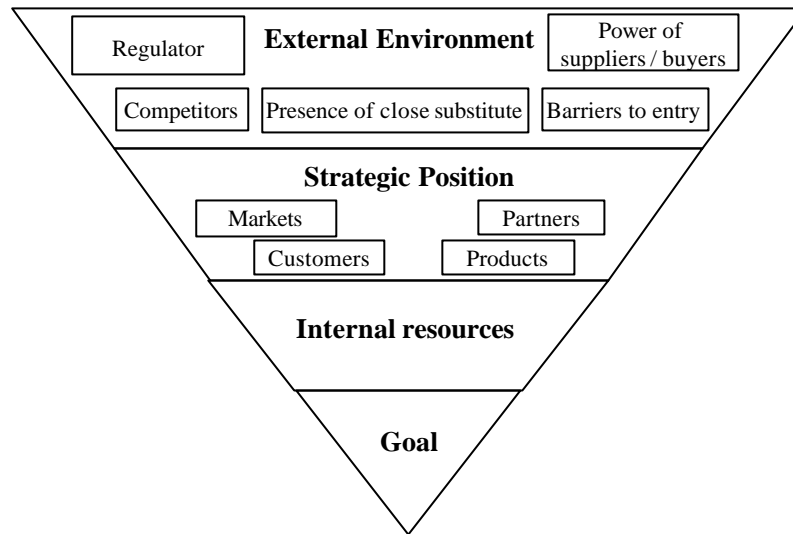 External Environment
Regulator
Power of
suppliers / buyers
Competitors
Presence of close substitute
Barriers to entry
Strategic Position
Markets
Partners
Customers
Products
Internal resources
Goal